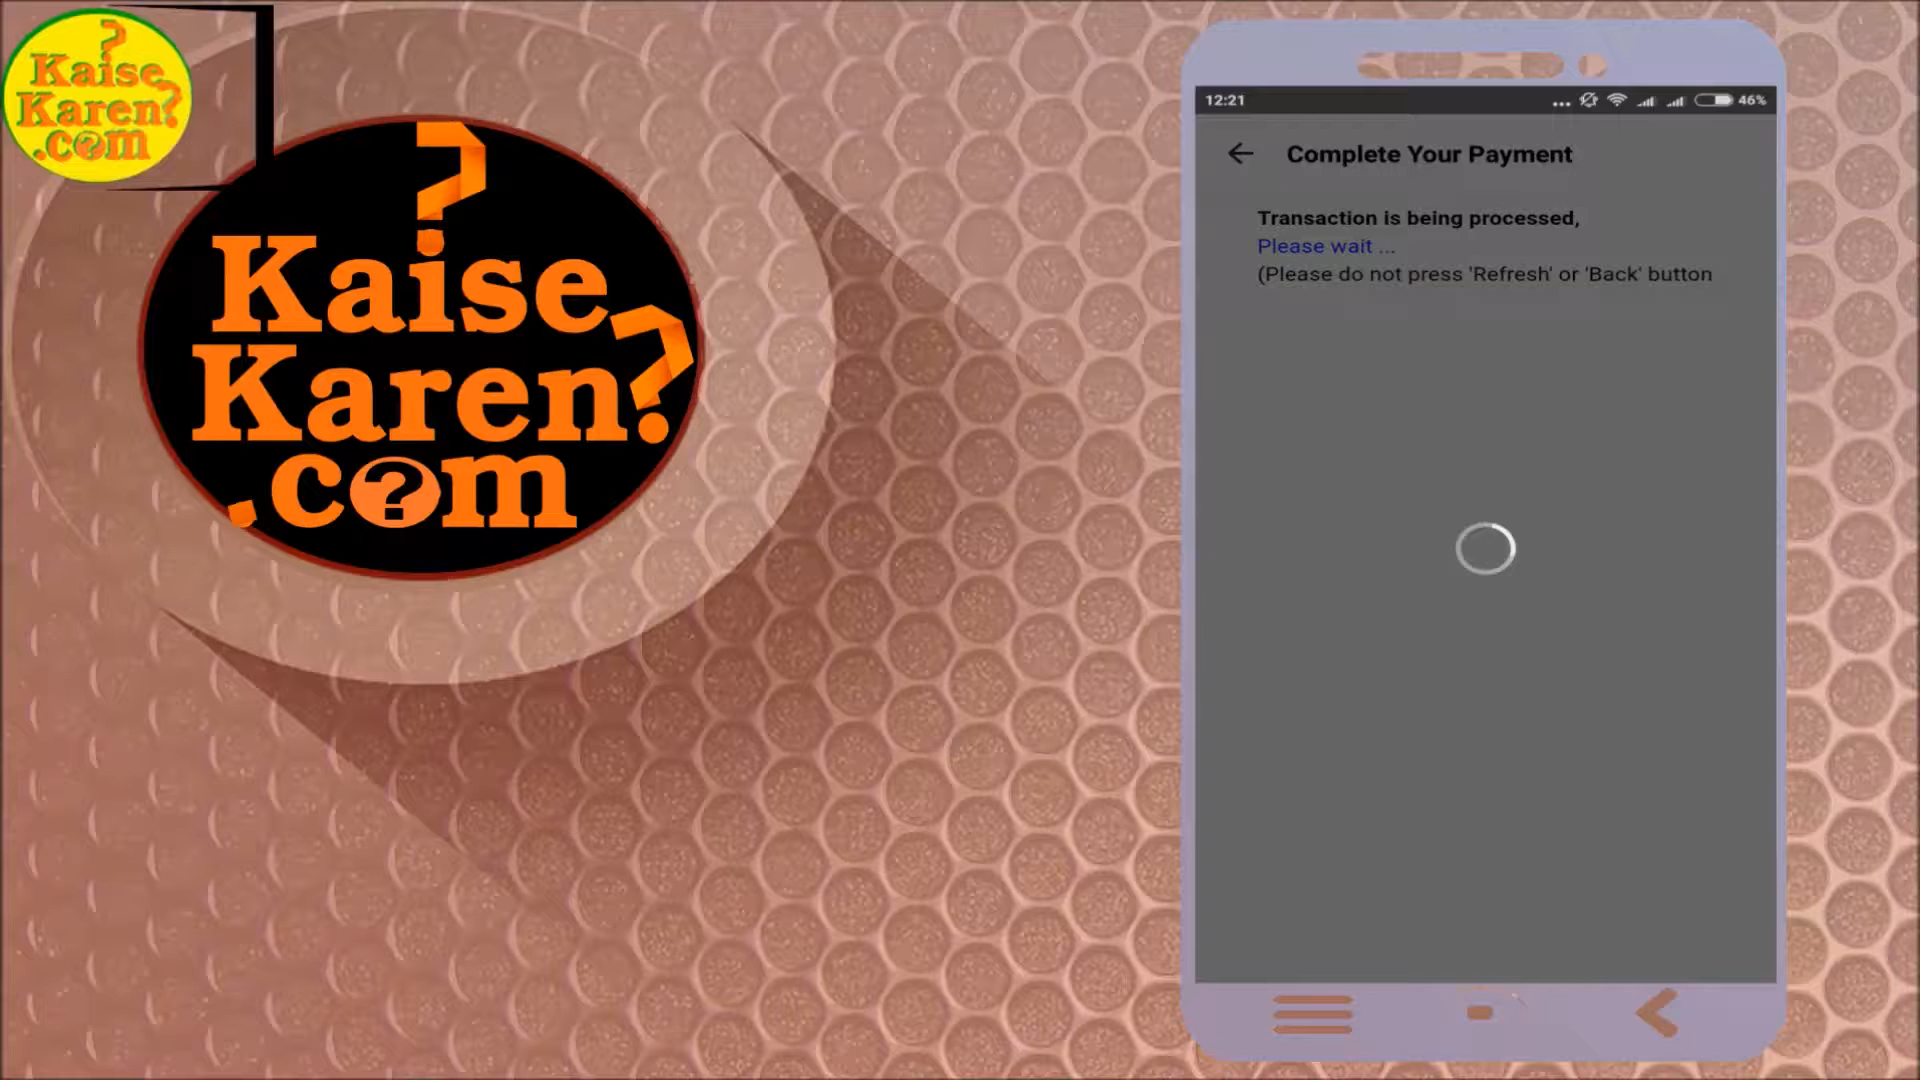 ?
Kaise
Karen?
.com
?
Kaise
Karen?
.com
12:21
46%
Complete Your Payment
Transaction is being processed,
Please wait ...
(Please do not press 'Refresh' or 'Back' button